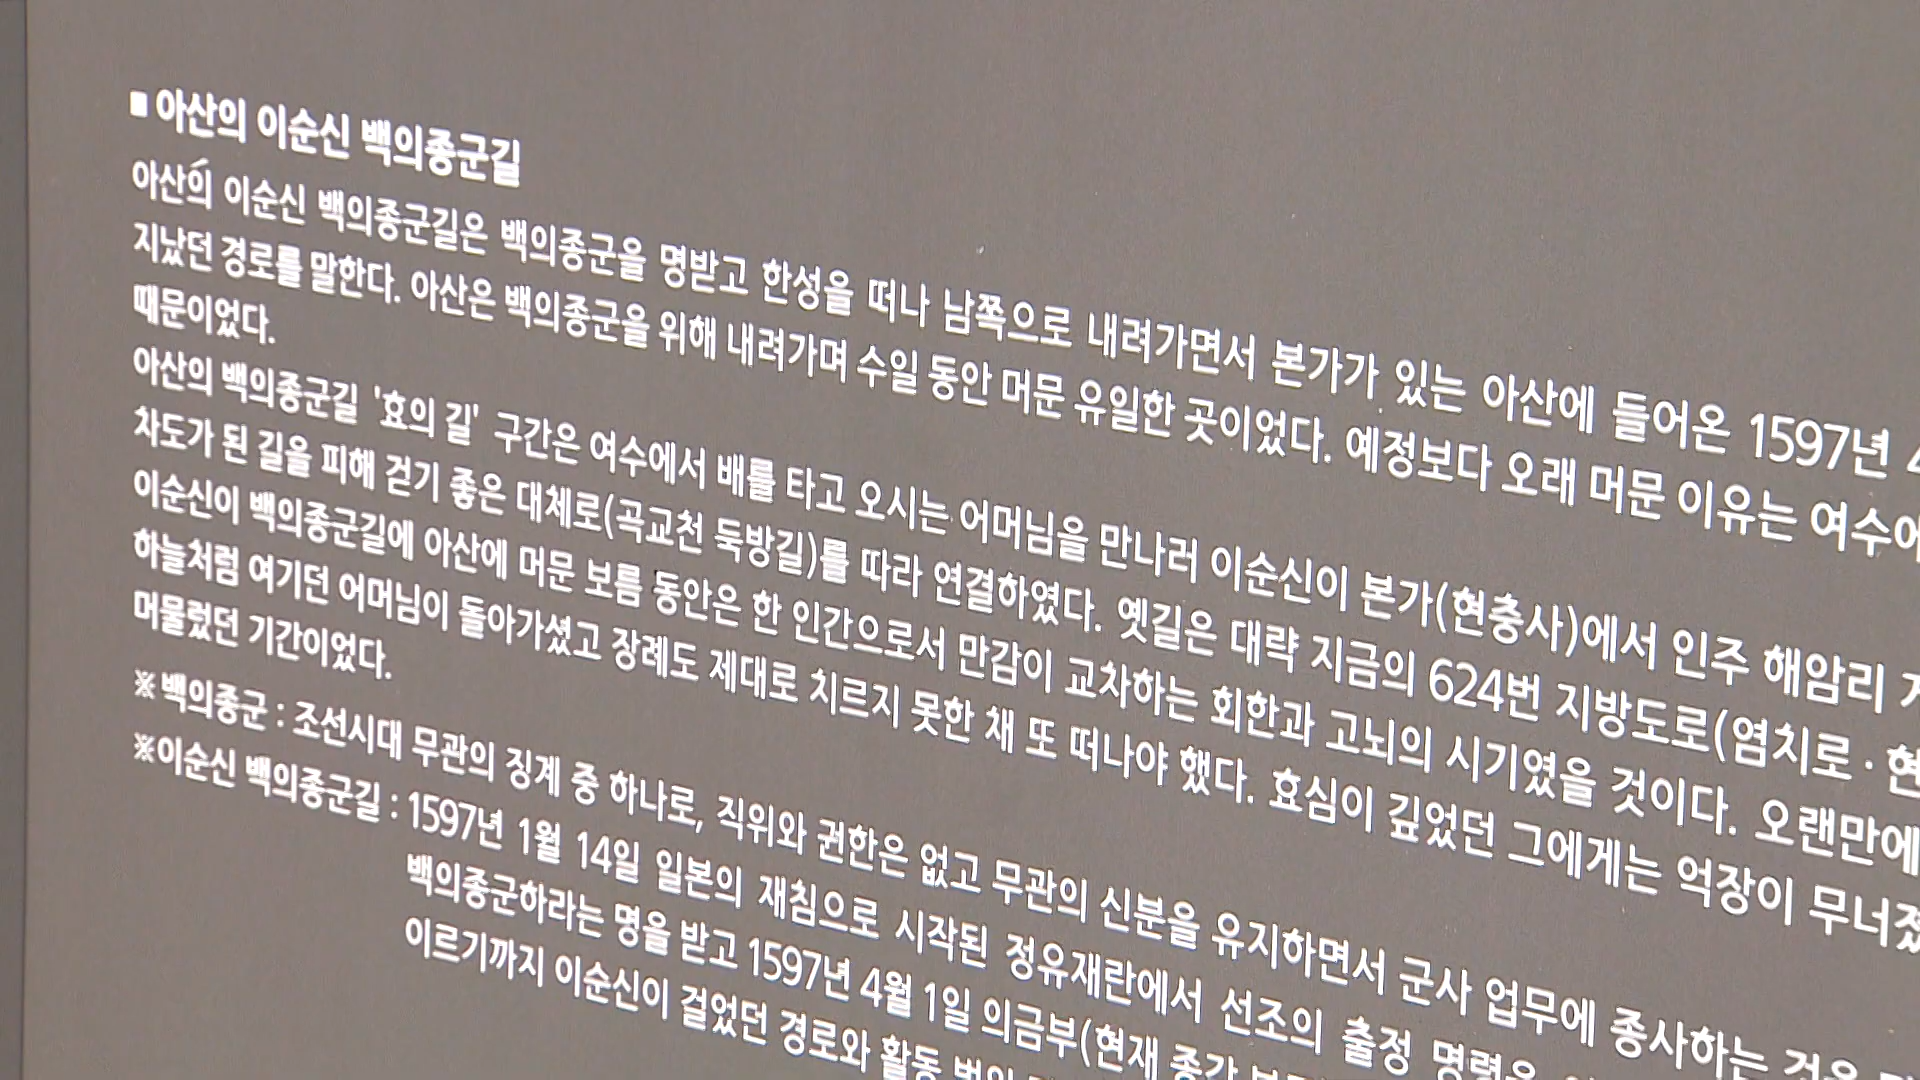 ■ 아산의 이순신 백의종군길
아산의 이순신 백의종군길은 백의종군을 명받고 한성을 떠나 남쪽으로 내려가면서 본가가 있는 아산에 들어온 1597년
지났던 경로를 말한다. 아산은 백의종군을 위해 내려가며 수일 동안 머문 유일한 곳이었다. 예정보다 오래 머문 이유는 여수에
때문이었다.
아산의 백의종군길 '효의 길' 구간은 여수에서 배를 타고 오시는 어머님을 만나러 이순신이 본가(현충사)에서 인주 해암리
차도가 된 길을 피해 걷기 좋은 대체로(곡교천 둑방길)를 따라 연결하였다. 옛길은 대략 지금의 624번 지방도로(염치로·현
이순신이 백의종군길에 아산에 머문 보름 동안은 한 인간으로서 만감이 교차하는 회한과 고뇌의 시기였을 것이다. 오랜만에
하늘처럼 여기던 어머님이 돌아가셨고 장례도 제대로 치르지 못한 채 또 떠나야 했다. 효심이 깊었던 그에게는 억장이 무너졌
머물렀던 기간이었다.
※ 백의종군 : 조선시대 무관의 징계 중 하나로, 직위와 권한은 없고 무관의 신분을 유지하면서 군사 업무에 종사하는 것을
※이순신 백의종군길 : 1597년 1월 14일 일본의 재침으로 시작된 정유재란에서 선조의 출정 명령을
백의종군하라는 명을 받고 1597년 4월 1일 의금부(현재 종각
이르기까지 이순신이 걸었던 경로와 활동